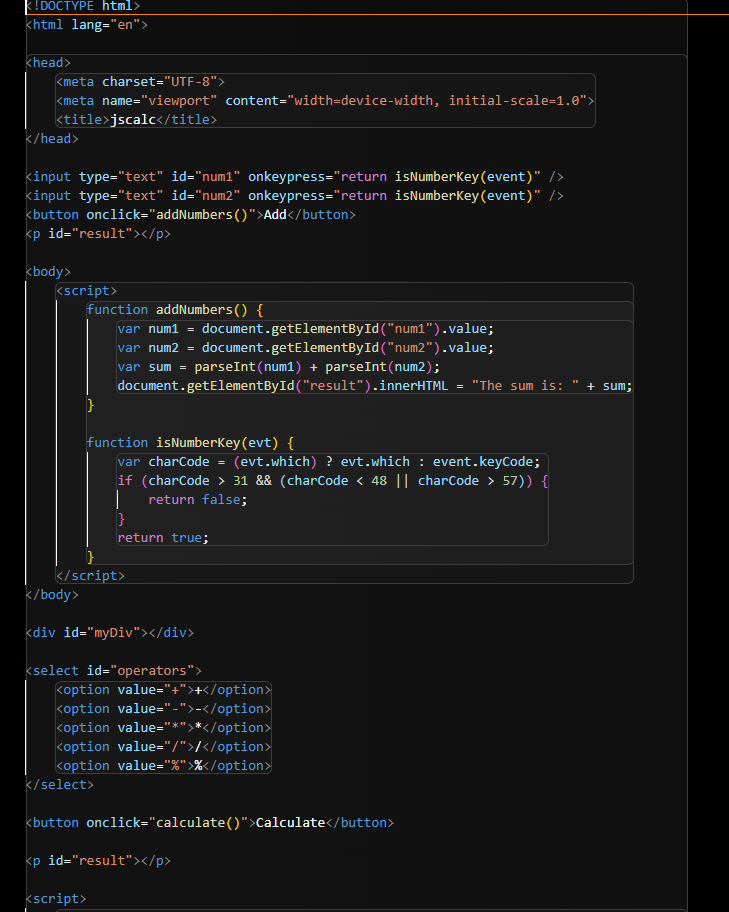 <!DOCTYPE html>
<html lang="en">
<head>
<meta charset="UTF-8">
<meta name="viewport" content="width=device-width, initial-scale=1.0">
<title>jscalc</title>
</head>
<input type="text" id="num1" onkeypress="return isNumberKey(event)" />
<input type="text" id="num2" onkeypress="return isNumberKey(event)" />
<button onclick="addNumbers()">Add</button>
<p id="result"></p>
<body>
<script>
function addNumbers() {
var num1 = document.getElementById("num1").value;
var num2 = document.getElementById("num2").value;
var sum = parseInt(num1) + parseInt(num2);
document.getElementById("result").innerHTML = "The sum is: " + sum;
}
function isNumberKey(evt) {
var charCode = (evt.which) ? evt.which : event.keyCode;
if (charCode > 31 && (charCode < 48 || charCode > 57)) {
return false;
}
return true;
}
</script>
</body>
<div id="myDiv"></div>
<select id="operators">
<option value="+">+</option>
<option value="-">-</option>
<option value="*">*</option>
<option value="/">/</option>
<option value="%">%</option>
</select>
<button onclick="calculate()">Calculate</button>
<p id="result"></p>
<script>